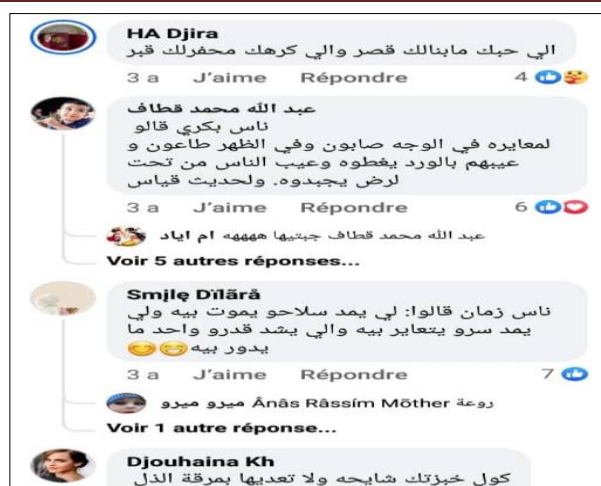 HA Djira
الي حبك مابنالك قصر والي كرهك محفرلك قبر
3 a J'aime Répondre 4
عبد الله محمد قطاف
ناس بكري قالو
لمعايره في الوجه صابون وفي الظهر طاعون و
عيبهم بالورد يغطوه وعيب الناس من تحت
لرض يجبدوه. ولحديث قياس
3 a J'aime Répondre 6
عبد الله محمد قطاف جبتيها ههههه ام اياد
Voir 5 autres réponses...
Smįlę Dïlãrå
ناس زمان قالوا: لي يمد سلاحو يموت بيه ولي
يمد سرو يتعاير بيه والي يشد قدرو واحد ما
يدور بيه
3 a J'aime Répondre 7
روعة Ânâs Râssím Mõther ميرو ميرو
Voir 1 autre réponse...
Djouhaina Kh
كول خبزتك شايحه ولا تعديها بمرقة الذل